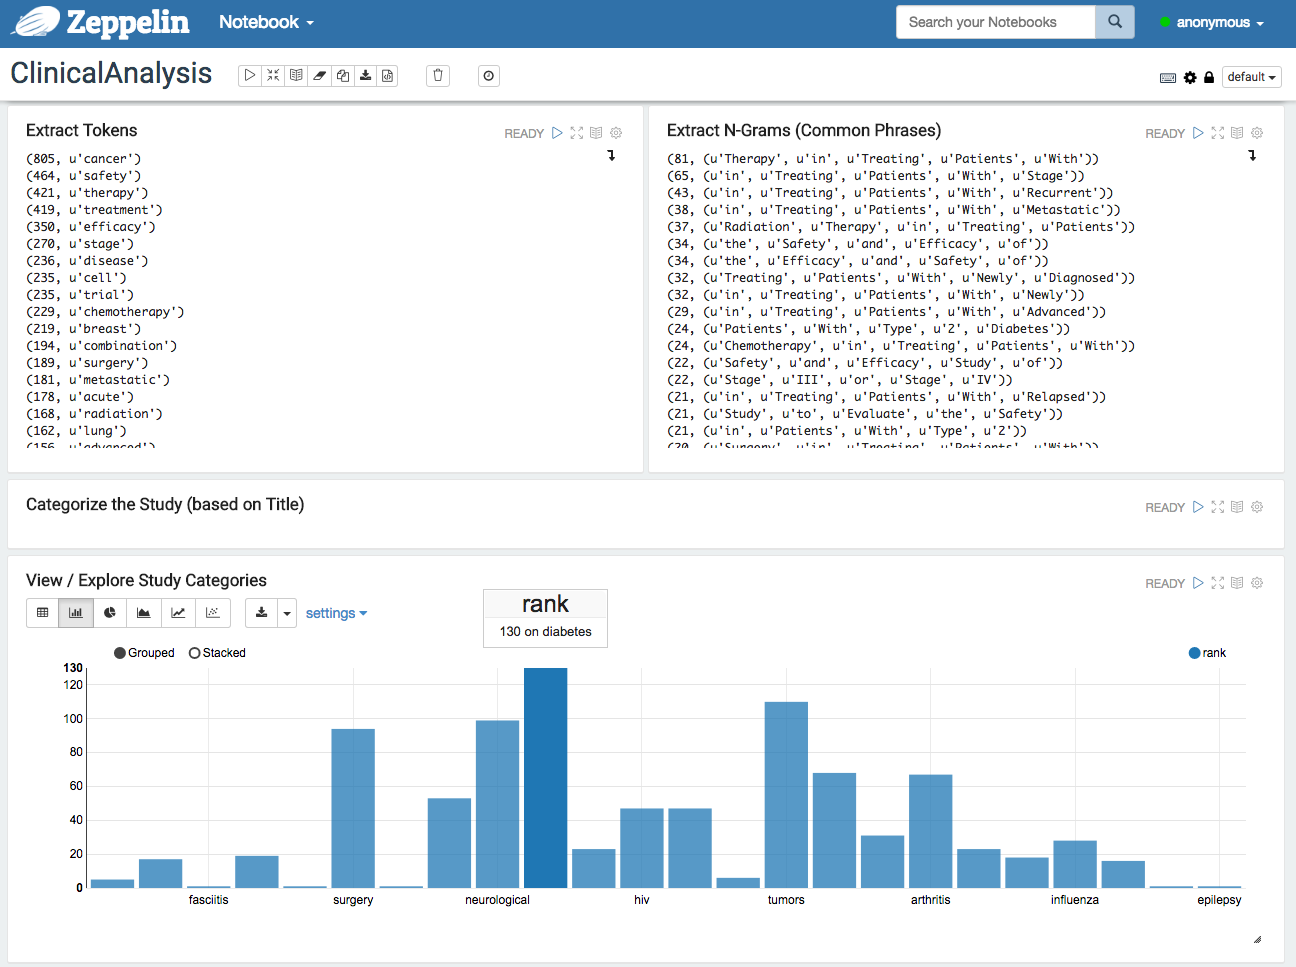 Zeppelin Notebook Search your Notebooks anonymous
ClinicalAnalysis default
Extract Tokens READY
(805, u'cancer')
(464, u'safety')
(421, u'therapy')
(419, u'treatment')
(350, u'efficacy')
(270, u'stage')
(236, u'disease')
(235, u'cell')
(235, u'trial')
(229, u'chemotherapy')
(219, u'breast')
(194, u'combination')
(189, u'surgery')
(181, u'metastatic')
(178, u'acute')
(168, u'radiation')
(162, u'lung')
(156, u'advanced')
Extract N-Grams (Common Phrases) READY
(81, (u'Therapy', u'in', u'Treating', u'Patients', u'With'))
(65, (u'in', u'Treating', u'Patients', u'With', u'Stage'))
(43, (u'in', u'Treating', u'Patients', u'With', u'Recurrent'))
(38, (u'in', u'Treating', u'Patients', u'With', u'Metastatic'))
(37, (u'Radiation', u'Therapy', u'in', u'Treating', u'Patients'))
(34, (u'the', u'Safety', u'and', u'Efficacy', u'of'))
(34, (u'the', u'Efficacy', u'and', u'Safety', u'of'))
(32, (u'Treating', u'Patients', u'With', u'Newly', u'Diagnosed'))
(32, (u'in', u'Treating', u'Patients', u'With', u'Newly'))
(29, (u'in', u'Treating', u'Patients', u'With', u'Advanced'))
(24, (u'Patients', u'With', u'Type', u'2', u'Diabetes'))
(24, (u'Chemotherapy', u'in', u'Treating', u'Patients', u'With'))
(22, (u'Safety', u'and', u'Efficacy', u'Study', u'of'))
(22, (u'Stage', u'III', u'or', u'Stage', u'IV'))
(21, (u'in', u'Treating', u'Patients', u'With', u'Relapsed'))
(21, (u'Study', u'to', u'Evaluate', u'the', u'Safety'))
(21, (u'in', u'Patients', u'With', u'Type', u'2'))
(20, (u'Surgery', u'in', u'Treating', u'Patients', u'With'))
Categorize the Study (based on Title) READY
View / Explore Study Categories READY
settings
rank
130 on diabetes
Grouped Stacked rank
130
120
100
80
60
40
20
0
fasciitis surgery neurological hiv tumors arthritis influenza epilepsy